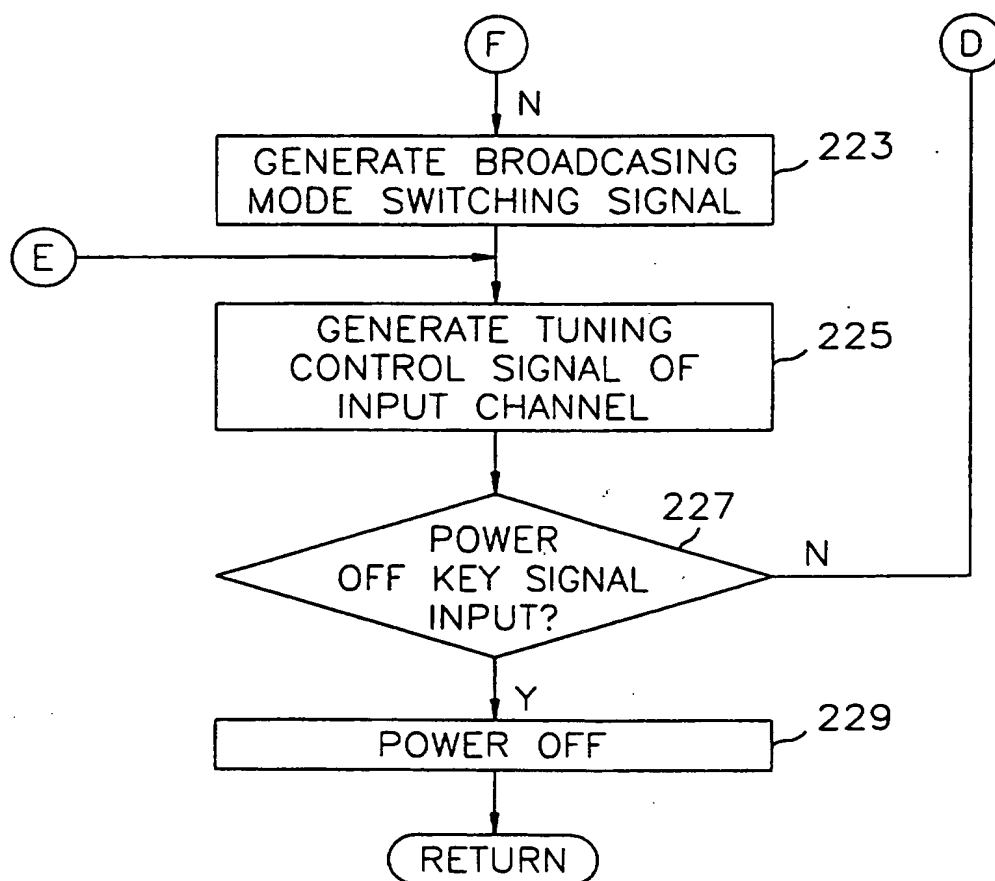 F
D
N
GENERATE BROADCASING
MODE SWITCHING SIGNAL
223
E
GENERATE TUNING
CONTROL SIGNAL OF
INPUT CHANNEL
225
POWER
OFF KEY SIGNAL
INPUT?
227
N
Y
POWER OFF
229
RETURN